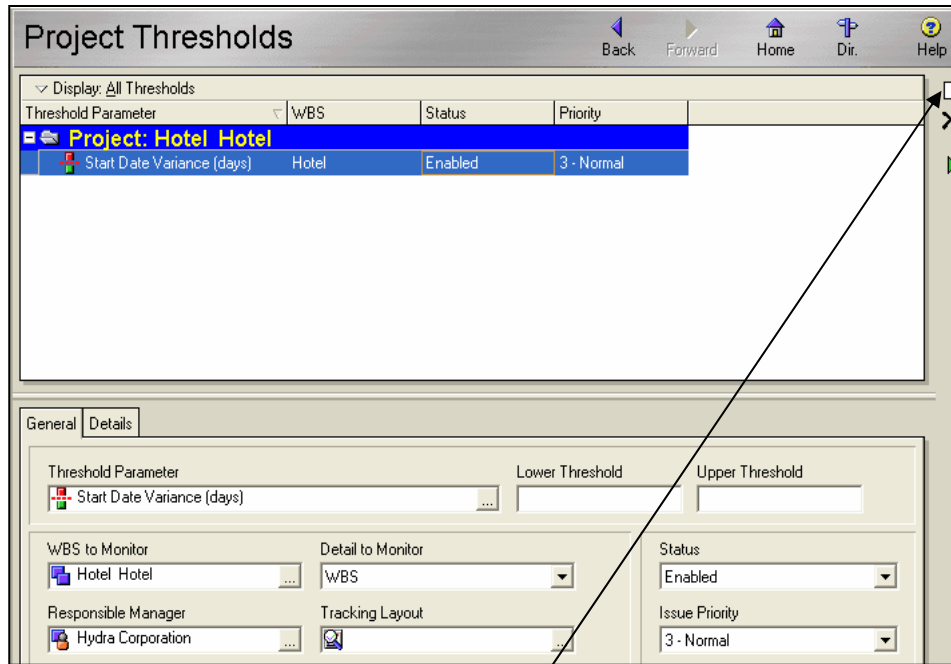 Project Thresholds
Back Forward Home Dir. Help
Display: All Thresholds
Threshold Parameter WBS Status Priority
Project: Hotel Hotel
Start Date Variance (days) Hotel Enabled 3 - Normal
General Details
Threshold Parameter Lower Threshold Upper Threshold
Start Date Variance (days) ...
WBS to Monitor Detail to Monitor Status
Hotel Hotel ... WBS Enabled
Responsible Manager Tracking Layout Issue Priority
Hydra Corporation ... ... 3 - Normal